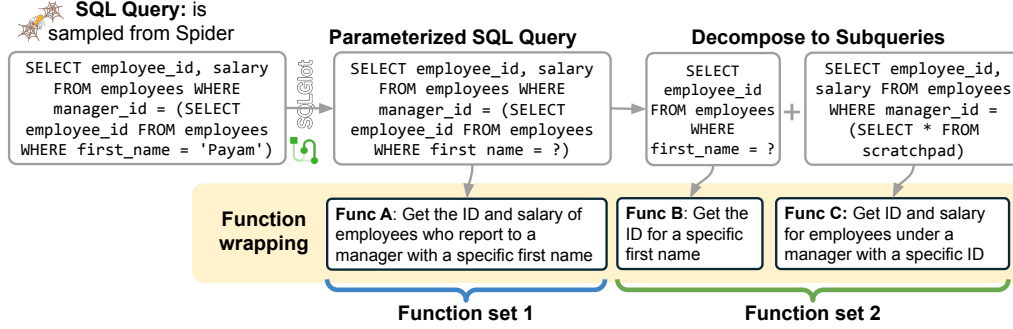 SQL Query: is
sampled from Spider
Parameterized SQL Query
Decompose to Subqueries
SELECT employee_id, salary
FROM employees WHERE
manager_id = (SELECT
employee_id FROM employees
WHERE first_name = 'Payam')
SQLGlot
SELECT employee_id, salary
FROM employees WHERE
manager_id = (SELECT
employee_id FROM employees
WHERE first name = ?)
SELECT
employee_id
FROM employees
WHERE
first_name = ?
+
SELECT employee_id,
salary FROM employees
WHERE manager_id =
(SELECT * FROM
scratchpad)
Function
wrapping
Func A: Get the ID and salary of
employees who report to a
manager with a specific first name
Func B: Get the
ID for a specific
first name
Func C: Get ID and salary
for employees under a
manager with a specific ID
Function set 1
Function set 2